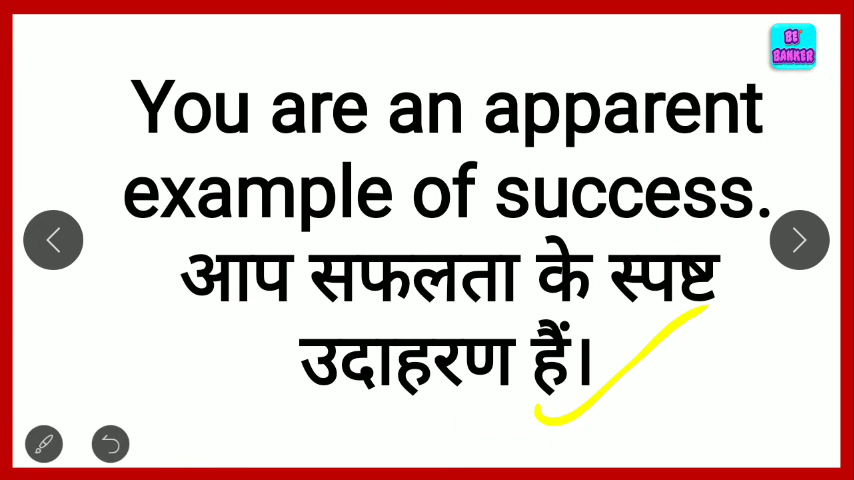 BE
BANKER
You are an apparent
example of success.
आप सफलता के स्पष्ट
उदाहरण हैं।